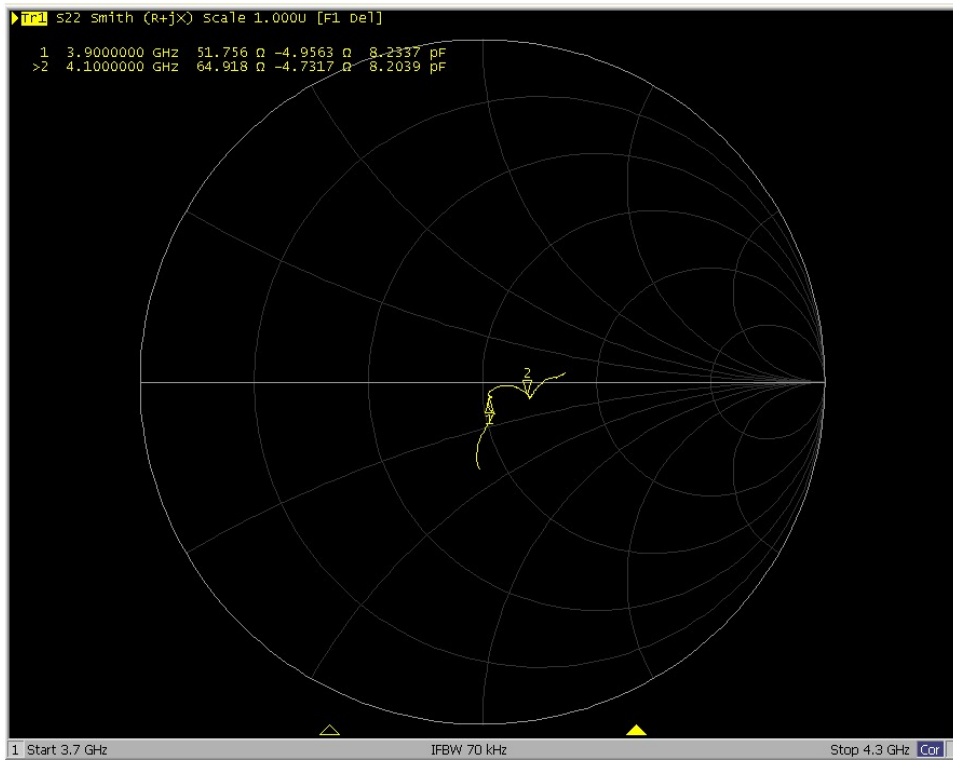 Tr1 S22 Smith (R+jX) Scale 1.000U [F1 Del]
1 3.9000000 GHz 51.756 Ω -4.9563 Ω 8.2337 pF
>2 4.1000000 GHz 64.918 Ω -4.7317 Ω 8.2039 pF
2
1
1 Start 3.7 GHz IFBW 70 kHz Stop 4.3 GHz Cor